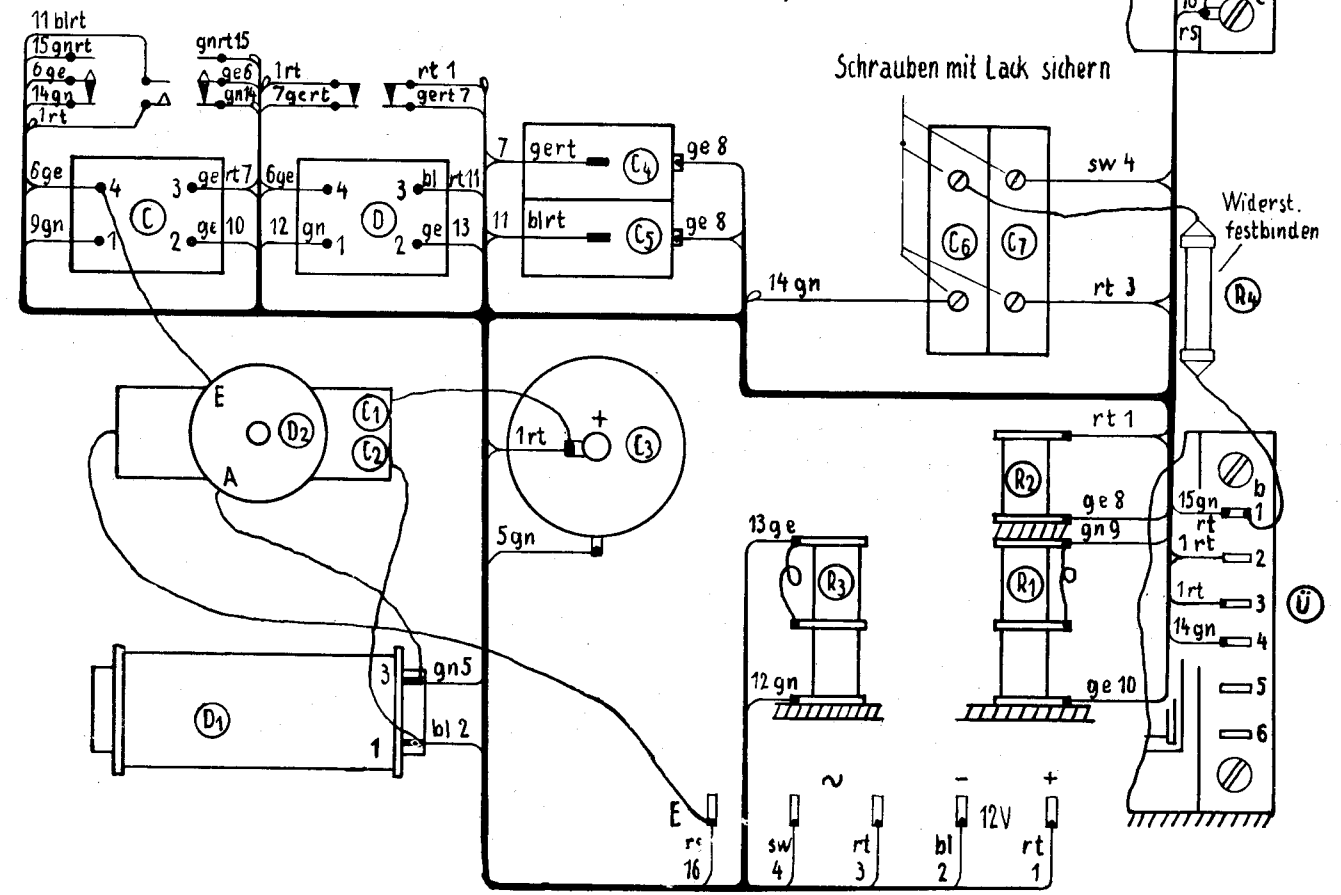 11 blrt
15 gnrt
6 ge
14 gn
1 rt
gnrt 15
ge 6
gn 14
1 rt
7 gert
rt 1
gert 7
6 ge
9 gn
4
3
1
2
C
ge rt 7
ge 10
6 ge
12 gn
4
3
1
2
D
bl rt 11
ge 13
7 gert
C4
ge 8
11 blrt
C5
ge 8
14 gn
Schrauben mit Lack sichern
C6
C7
sw 4
rt 3
rs
Widerst.
festbinden
R4
E
A
D2
C1
C2
1 rt
+
C3
5 gn
D1
3
1
gn 5
bl 2
13 ge
R3
12 gn
rt 1
R2
ge 8
gn 9
R1
ge 10
b
15 gn
rt
1
1 rt
2
1 rt
3
14 gn
4
5
6
Ü
~
-
+
E
12V
sw
rt
bl
rt
16
4
3
2
1